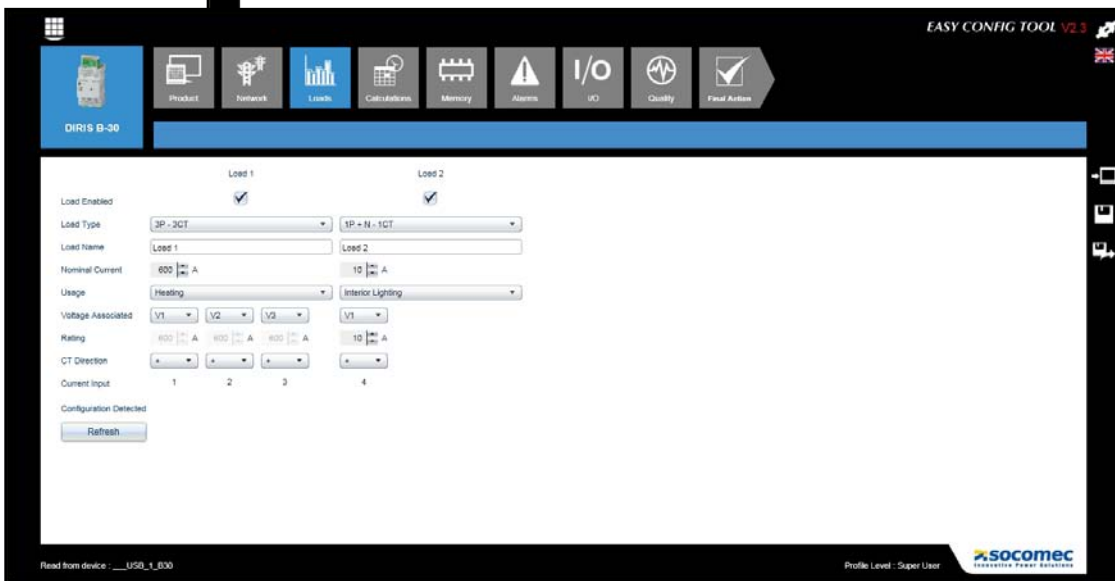 EASY CONFIG TOOL V2.3
Product Network Loads Calculations Memory Alarms I/O I/O Quality Final Action
DIRIS B-30
Load 1 Load 2
Load Enabled
Load Type 3P - 3CT 1P + N - 1CT
Load Name Load 1 Load 2
Nominal Current 600 A 10 A
Usage Heating Interior Lighting
Voltage Associated V1 V2 V3 V1
Rating 600 A 600 A 600 A 10 A
CT Direction + + + +
Current Input 1 2 3 4
Configuration Detected
Refresh
Read from device : ___USB_1_B30 Profile Level : Super User
socomec
Innovative Power Solutions